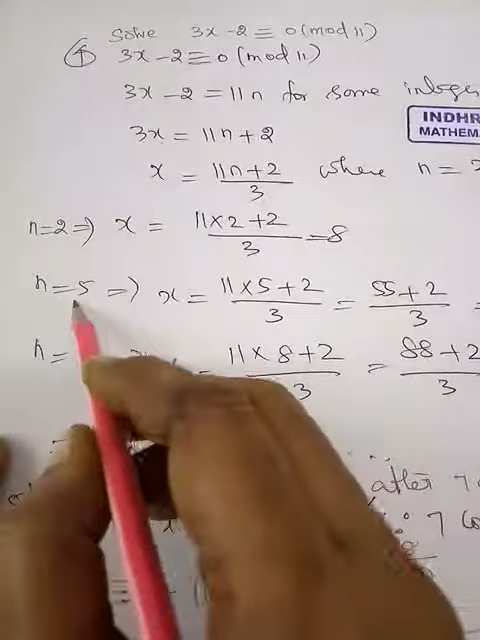 Solve 3x-2≡0(mod 11)
④ 3x-2≡0(mod 11)
3x-2=11n for some
INDHR
MATHEMA
3x=11n+2
x = 11n+2/3 where n=
n=2⇒ x = 11×2+2/3 =8
n=5 ⇒ x = 11×5+2/3 = 55+2/3 =
n= 11×8+2/3 = 88+2/3
after 7
∴ 7